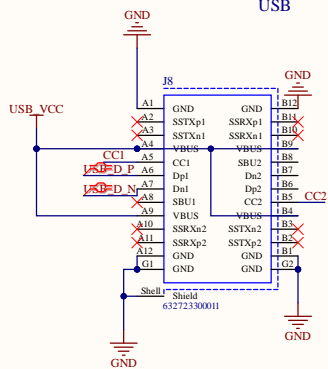 USB
GND
J8
GND
A1 GND GND B12
A2 SSTXp1 SSRXp1 B11
USB_VCC
A3 SSTXn1 SSRXn1 B10
A4 VBUS VBUS B9
CC1 A5 CC1 SBU2 B8
USB_D_P A6 Dp1 Dn2 B7
USB_D_N A7 Dn1 Dp2 B6
A8 SBU1 CC2 B5 CC2
A9 VBUS VBUS B4
A10 SSRXn2 SSTXn2 B3
A11 SSRXp2 SSTXp2 B2
A12 GND GND B1
G1 GND GND G2
Shell Shield
632723300011
GND
GND